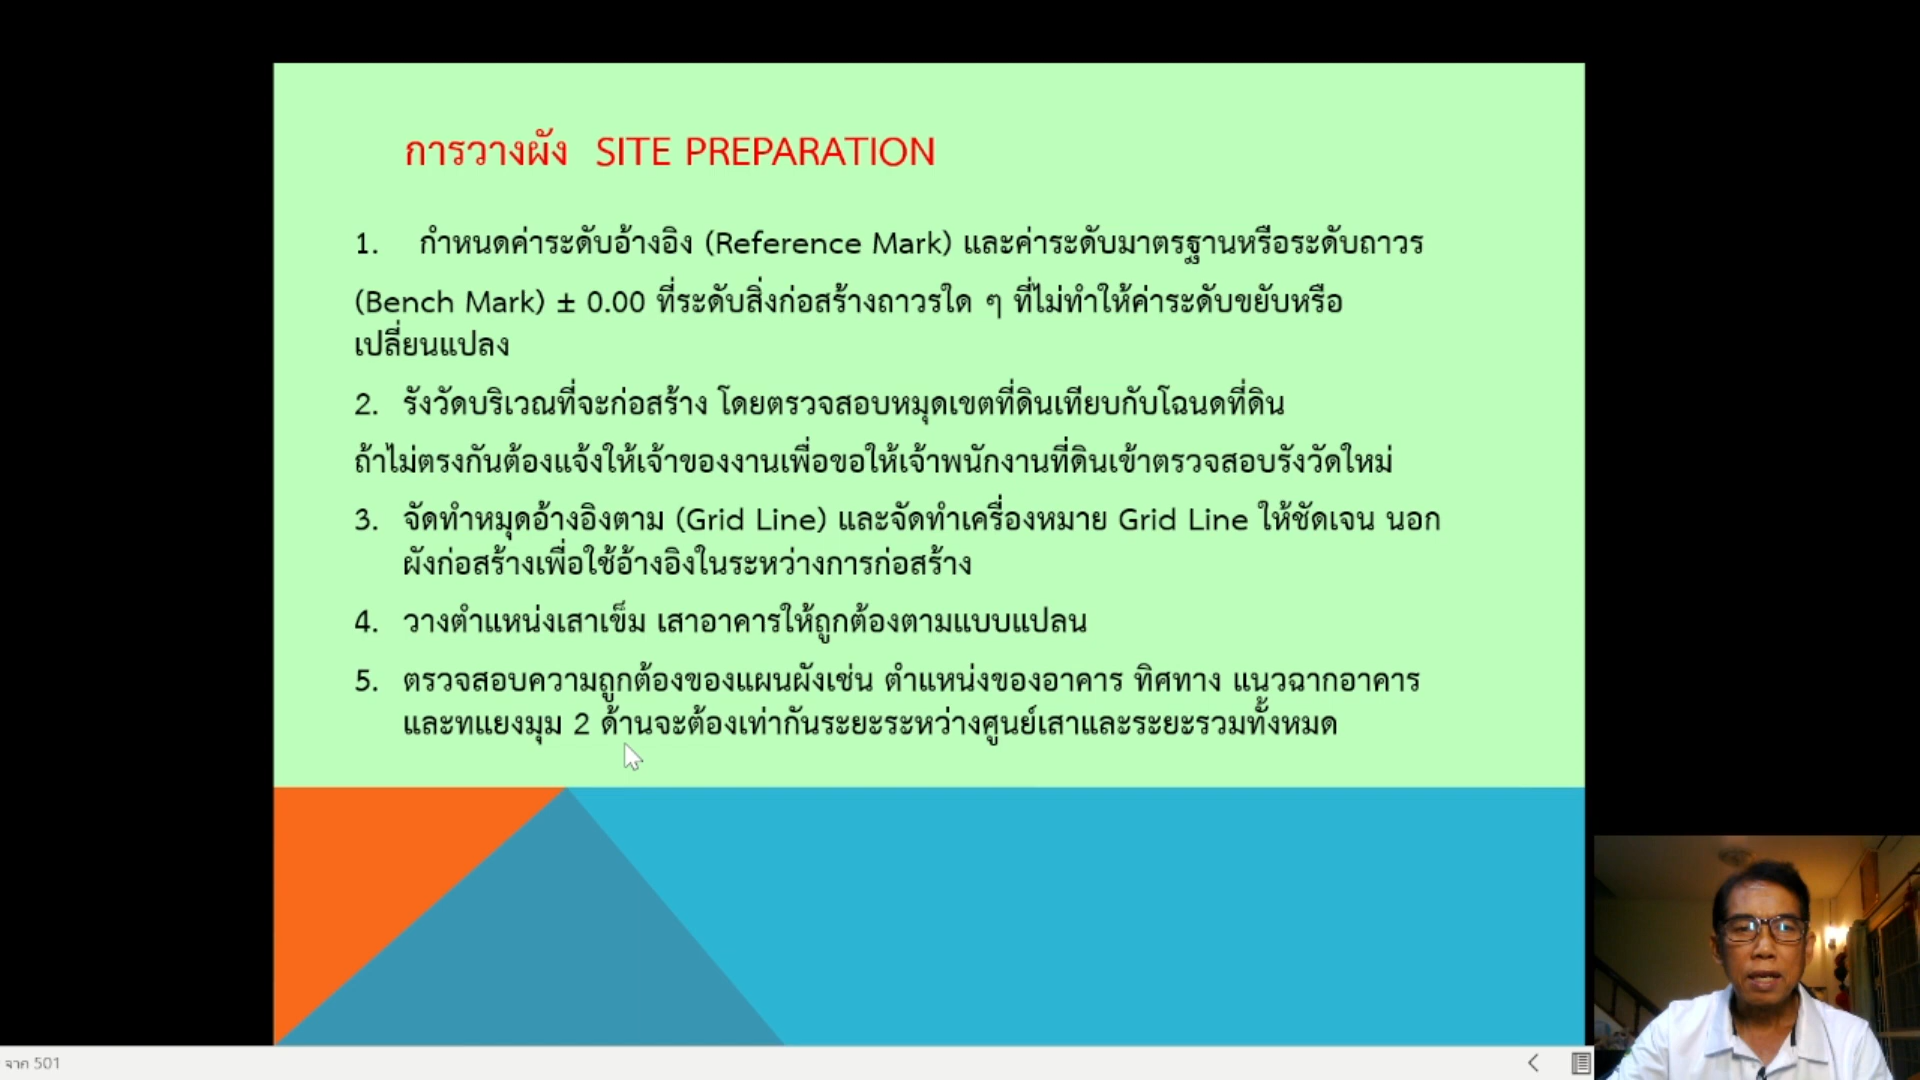 การวางผัง SITE PREPARATION
1. กำหนดค่าระดับอ้างอิง (Reference Mark) และค่าระดับมาตรฐานหรือระดับถาวร
(Bench Mark) ± 0.00 ที่ระดับสิ่งก่อสร้างถาวรใด ๆ ที่ไม่ทำให้ค่าระดับขยับหรือ
เปลี่ยนแปลง
2. รังวัดบริเวณที่จะก่อสร้าง โดยตรวจสอบหมุดเขตที่ดินเทียบกับโฉนดที่ดิน
ถ้าไม่ตรงกันต้องแจ้งให้เจ้าของงานเพื่อขอให้เจ้าพนักงานที่ดินเข้าตรวจสอบรังวัดใหม่
3. จัดทำหมุดอ้างอิงตาม (Grid Line) และจัดทำเครื่องหมาย Grid Line ให้ชัดเจน นอก
ผังก่อสร้างเพื่อใช้อ้างอิงในระหว่างการก่อสร้าง
4. วางตำแหน่งเสาเข็ม เสาอาคารให้ถูกต้องตามแบบแปลน
5. ตรวจสอบความถูกต้องของแผนผังเช่น ตำแหน่งของอาคาร ทิศทาง แนวฉากอาคาร
และทแยงมุม 2 ด้านจะต้องเท่ากันระยะระหว่างศูนย์เสาและระยะรวมทั้งหมด
จาก 501